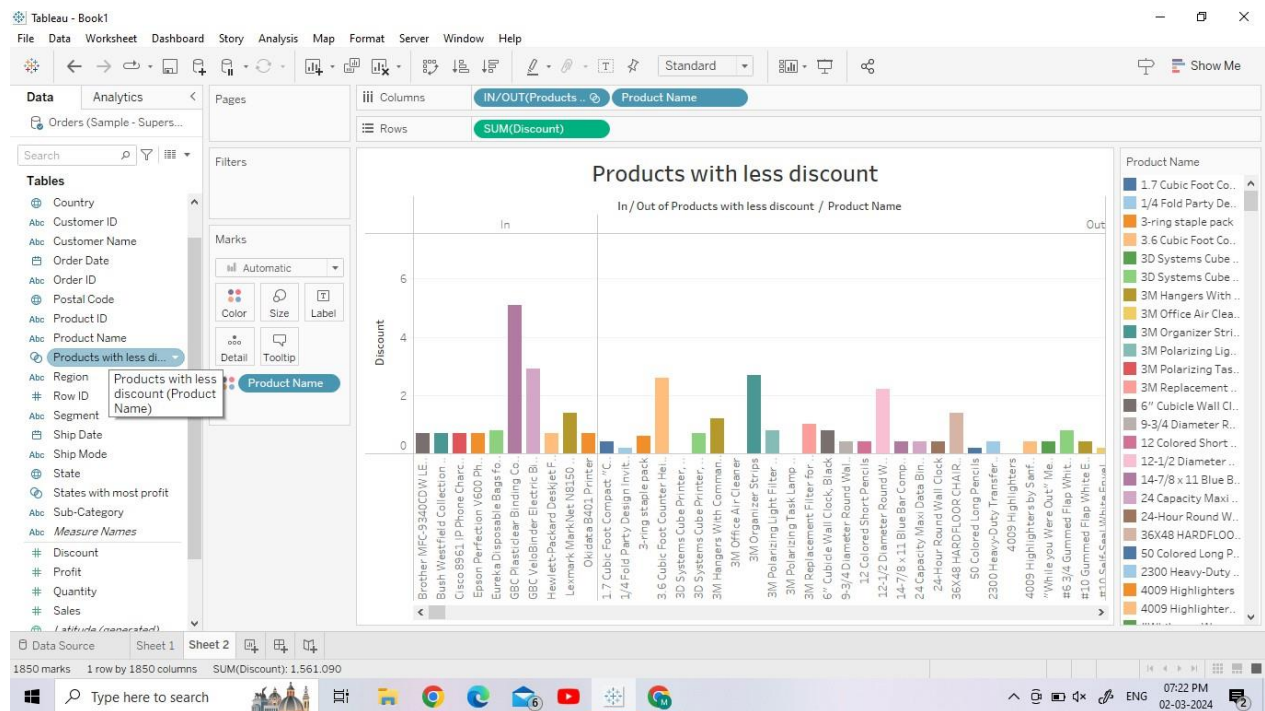 Tableau - Book1
File Data Worksheet Dashboard Story Analysis Map Format Server Window Help
Standard
Show Me
Data Analytics
Orders (Sample - Supers...
Search
Tables
Country
Abc Customer ID
Abc Customer Name
Order Date
Abc Order ID
Postal Code
Abc Product ID
Abc Product Name
Products with less di...
Abc Region
# Row ID
Abc Segment
Ship Date
Abc Ship Mode
State
States with most profit
Abc Sub-Category
Abc Measure Names
# Discount
# Profit
# Quantity
# Sales
Latitude (generated)
Products with less
discount (Product
Name)
Pages
Filters
Marks
Automatic
Color Size Label
Detail Tooltip
Product Name
Columns IN/OUT(Products .. Product Name
Rows SUM(Discount)
Products with less discount
In / Out of Products with less discount / Product Name
In Out
Discount
6
4
2
0
Brother MFC-9340CDW LE..
Bush Westfield Collection ..
Cisco 8961 IP Phone Charc..
Epson Perfection V600 Ph..
Eureka Disposable Bags fo..
GBC Plasticlear Binding Co..
GBC VeloBinder Electric Bi..
Hewlett-Packard Deskjet F..
Lexmark MarkNet N8150 ..
Okidata B401 Printer
1.7 Cubic Foot Compact "C..
1/4 Fold Party Design Invit..
3-ring staple pack
3.6 Cubic Foot Counter Hei..
3D Systems Cube Printer, ..
3D Systems Cube Printer, ..
3M Hangers With Comman..
3M Office Air Cleaner
3M Organizer Strips
3M Polarizing Light Filter ..
3M Polarizing Task Lamp ..
3M Replacement Filter for..
6" Cubicle Wall Clock, Black
9-3/4 Diameter Round Wal..
12 Colored Short Pencils
12-1/2 Diameter Round W..
14-7/8 x 11 Blue Bar Comp..
24 Capacity Maxi Data Bin..
24-Hour Round Wall Clock
36X48 HARDFLOOR CHAIR..
50 Colored Long Pencils
2300 Heavy-Duty Transfer..
4009 Highlighters
4009 Highlighters by Sanf..
"While you Were Out" Me..
#6 3/4 Gummed Flap Whit..
#10 Gummed Flap White E..
#10 Self-Seal White Envel
Product Name
1.7 Cubic Foot Co..
1/4 Fold Party De..
3-ring staple pack
3.6 Cubic Foot Co..
3D Systems Cube ..
3D Systems Cube ..
3M Hangers With ..
3M Office Air Clea..
3M Organizer Stri..
3M Polarizing Lig..
3M Polarizing Tas..
3M Replacement ..
6" Cubicle Wall Cl..
9-3/4 Diameter R..
12 Colored Short ..
12-1/2 Diameter ..
14-7/8 x 11 Blue B..
24 Capacity Maxi ..
24-Hour Round W..
36X48 HARDFLOO..
50 Colored Long P..
2300 Heavy-Duty ..
4009 Highlighters
4009 Highlighter..
Data Source Sheet 1 Sheet 2
1850 marks 1 row by 1850 columns SUM(Discount): 1.561.090
Type here to search
6
ENG
07:22 PM
02-03-2024
2